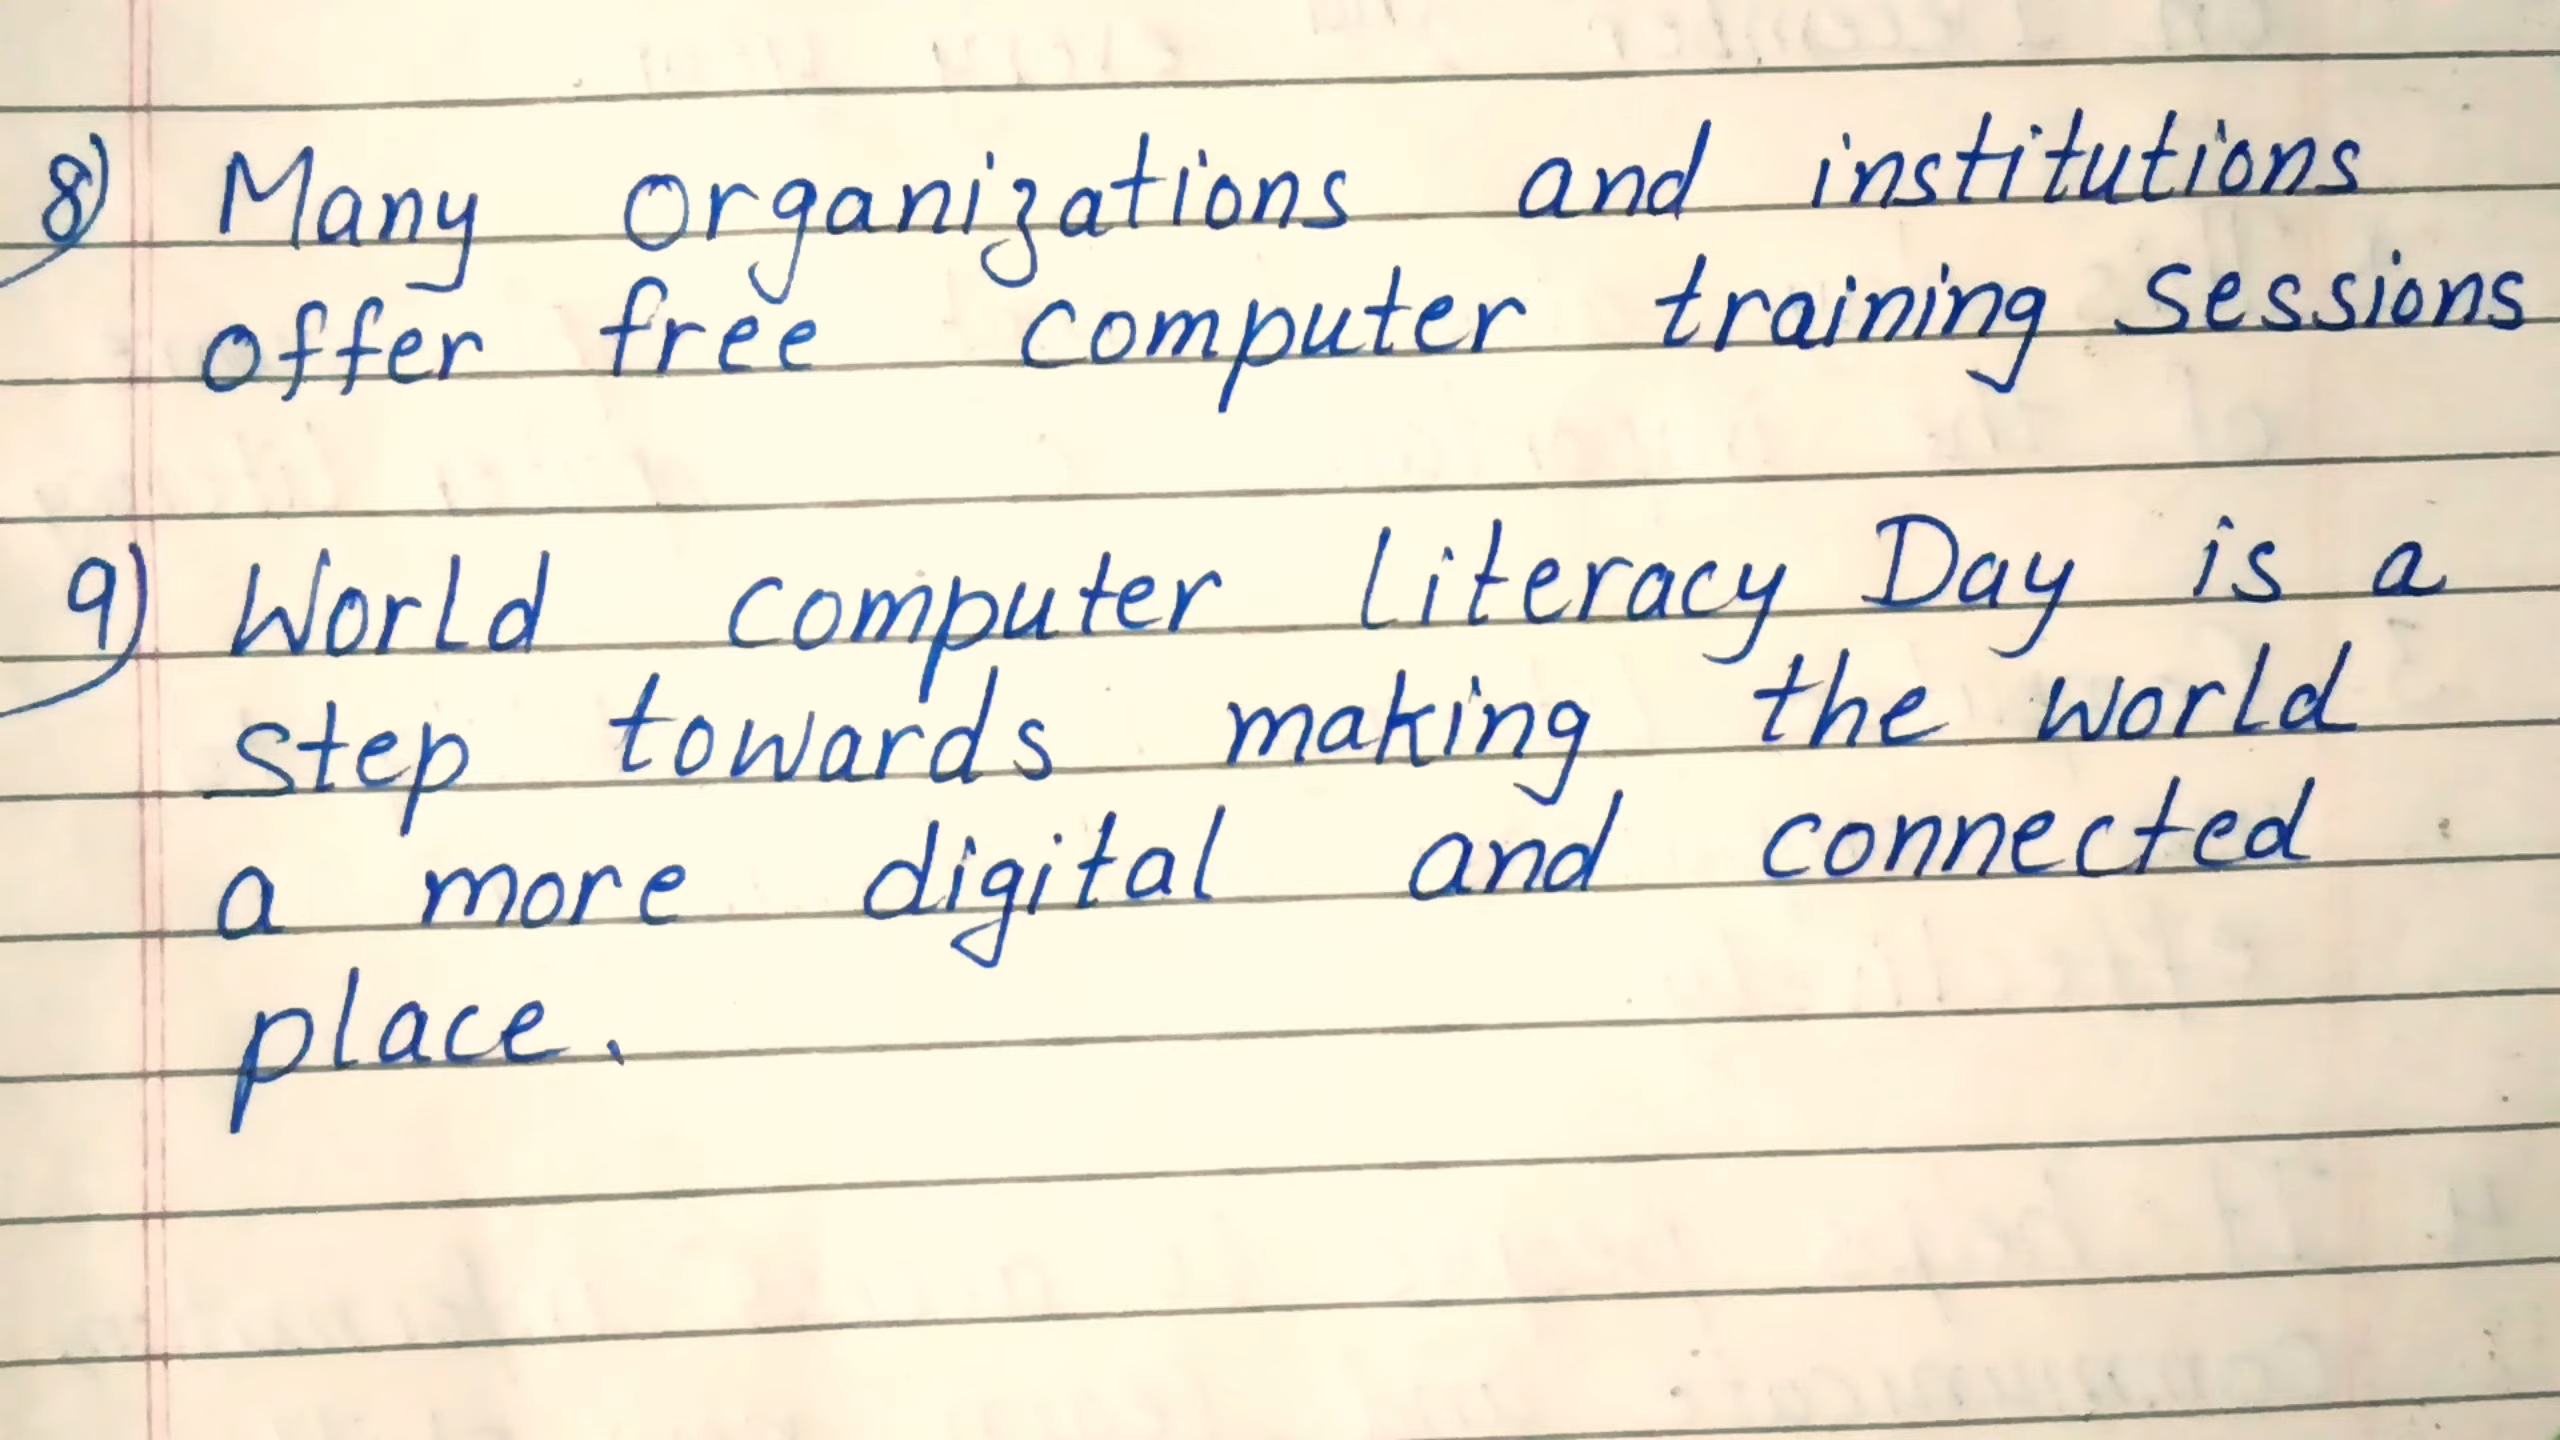 8) Many organizations and institutions
offer free computer training sessions
9) World computer literacy Day is a
step towards making the world
a more digital and connected
place.